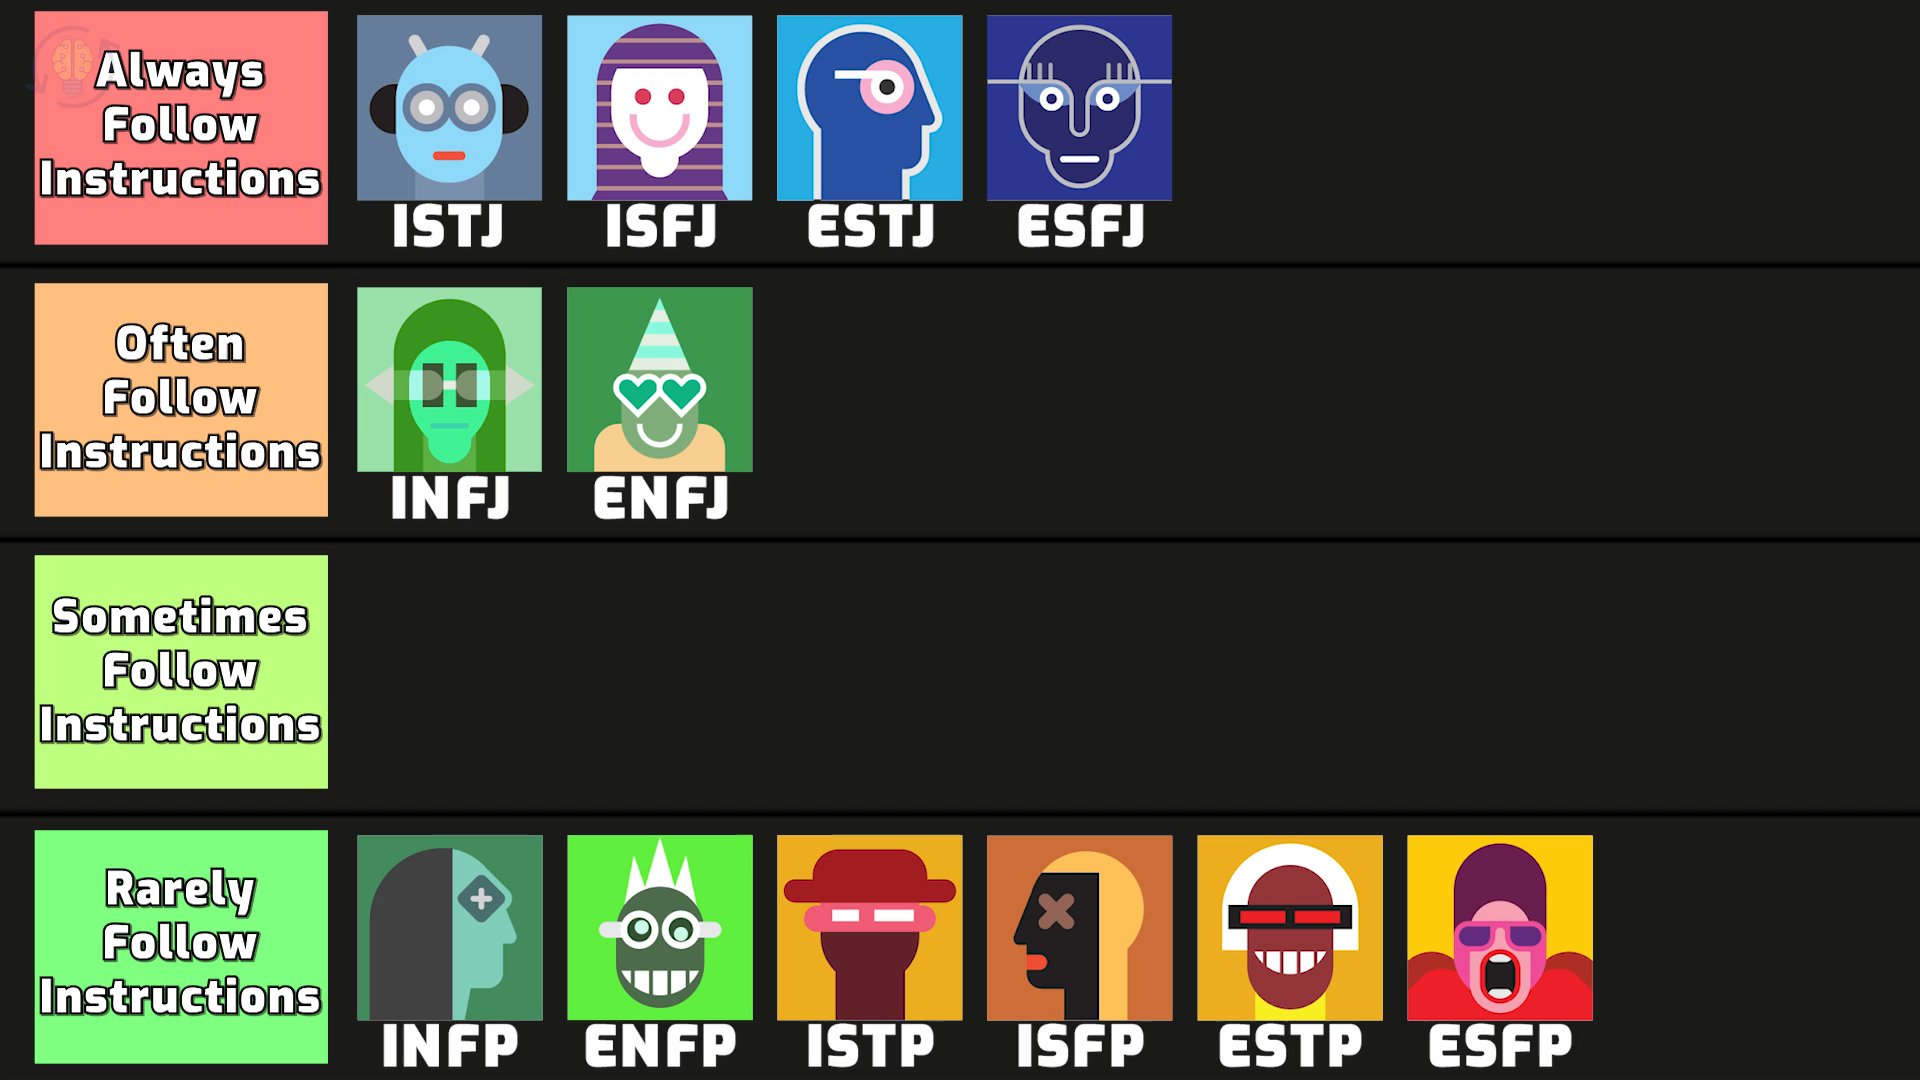 Always
Follow
Instructions
ISTJ
ISFJ
ESTJ
ESFJ
Often
Follow
Instructions
INFJ
ENFJ
Sometimes
Follow
Instructions
Rarely
Follow
Instructions
INFP
ENFP
ISTP
ISFP
ESTP
ESFP